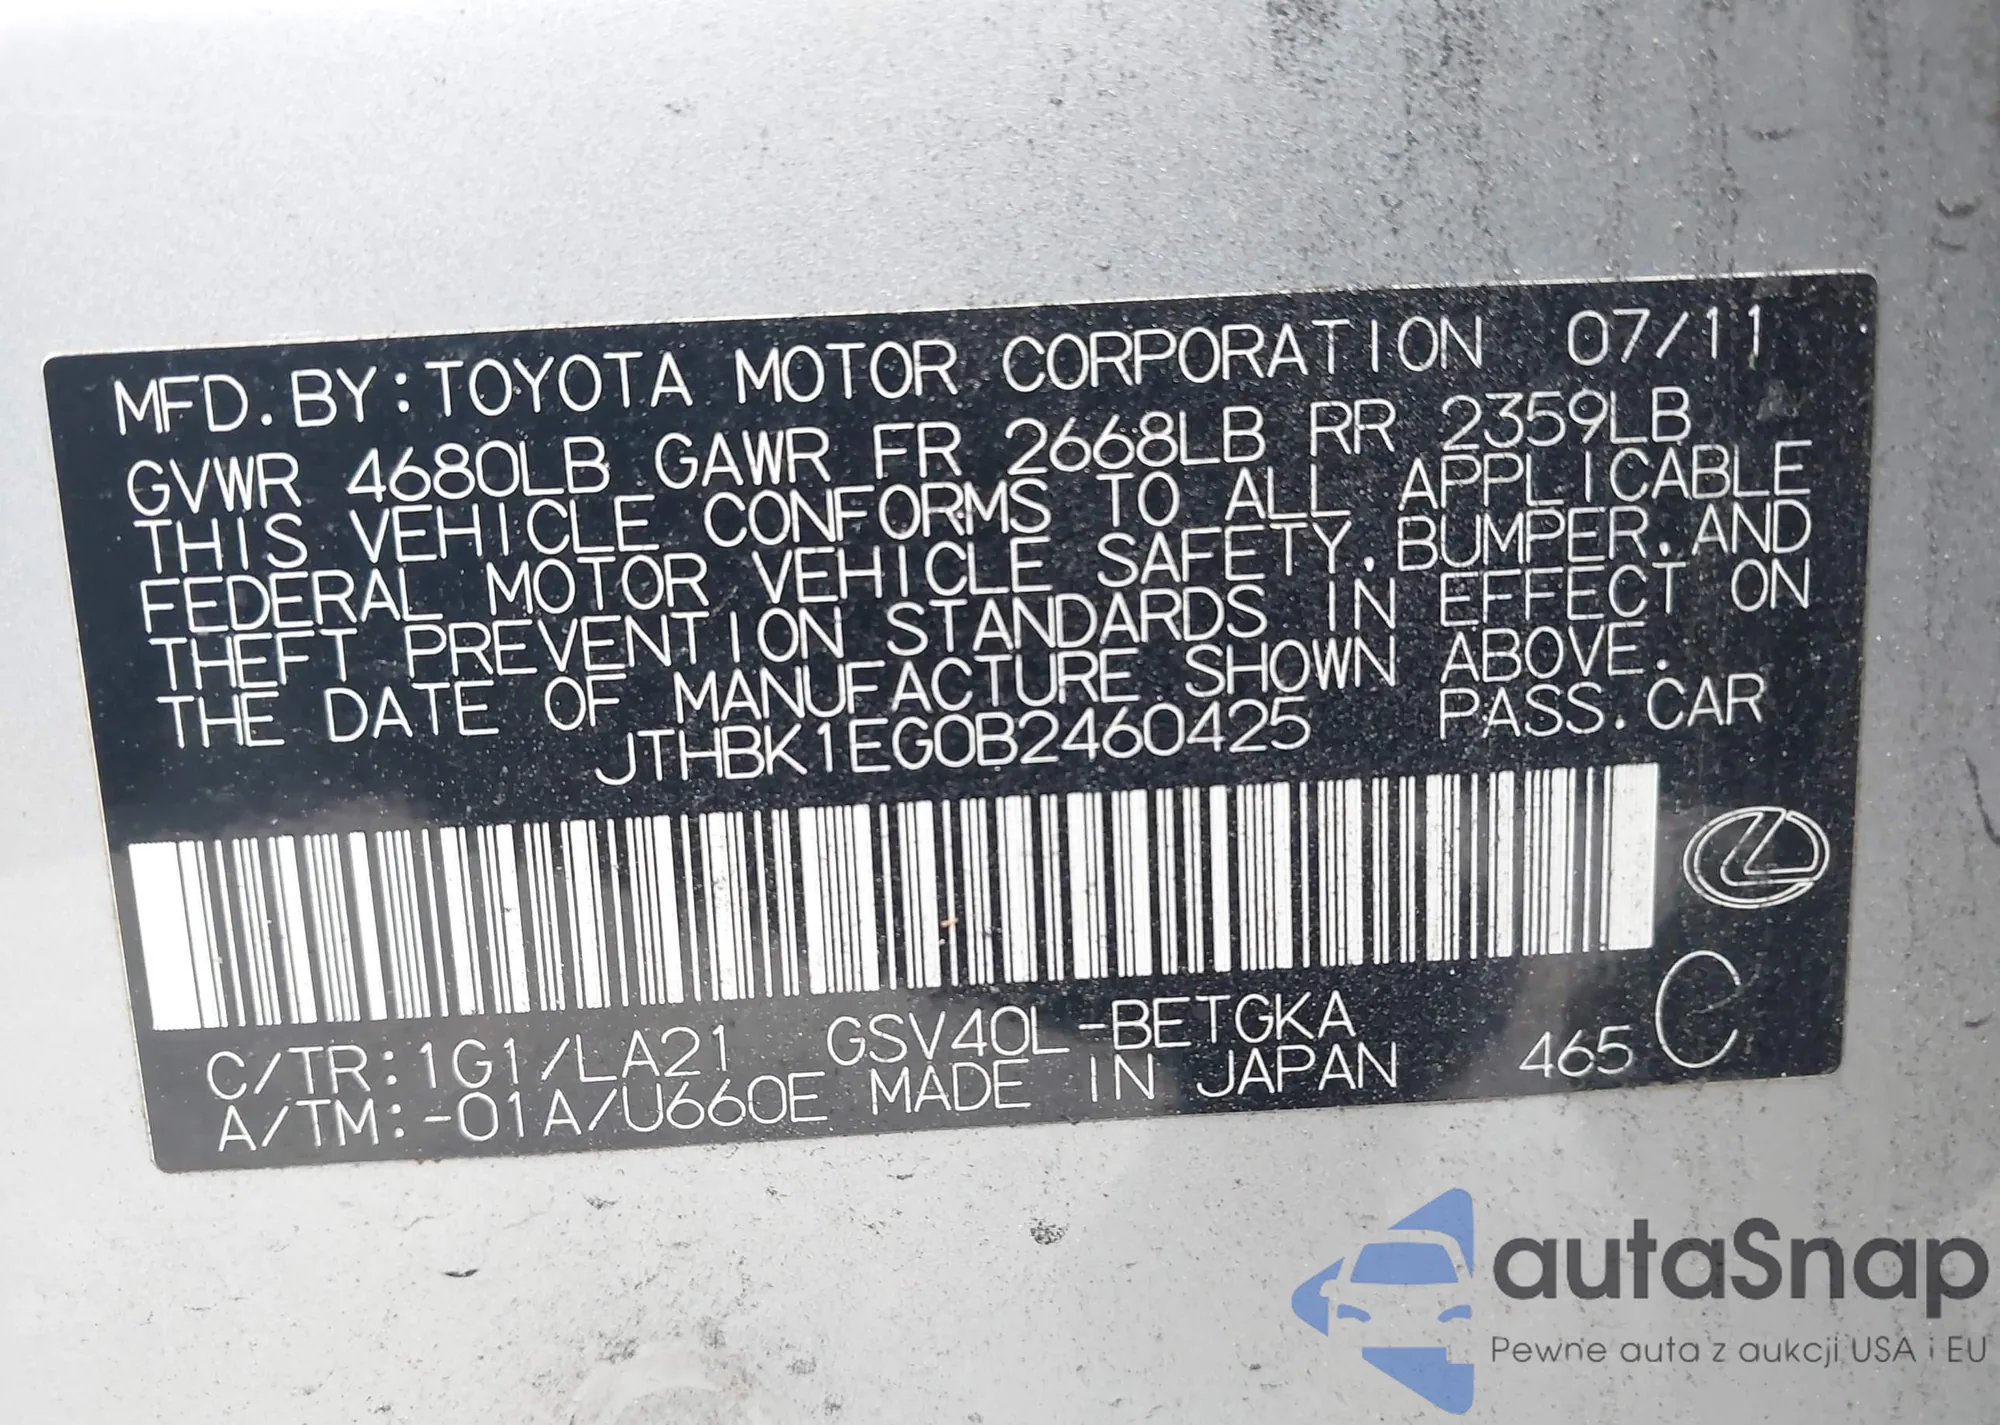 MFD. BY: TOYOTA MOTOR CORPORATION 07/11
GVWR 4680LB GAWR FR 2668LB RR 2359LB
THIS VEHICLE CONFORMS TO ALL APPLICABLE
FEDERAL MOTOR VEHICLE SAFETY, BUMPER, AND
THEFT PREVENTION STANDARDS IN EFFECT ON
THE DATE OF MANUFACTURE SHOWN ABOVE.
JTHBK1EG0B2460425 PASS. CAR
C/TR: 1G1/LA21 GSV40L-BETGKA
A/TM: -01A/U660E MADE IN JAPAN 465 C
autaSnap
Pewne auta z aukcji USA i EU